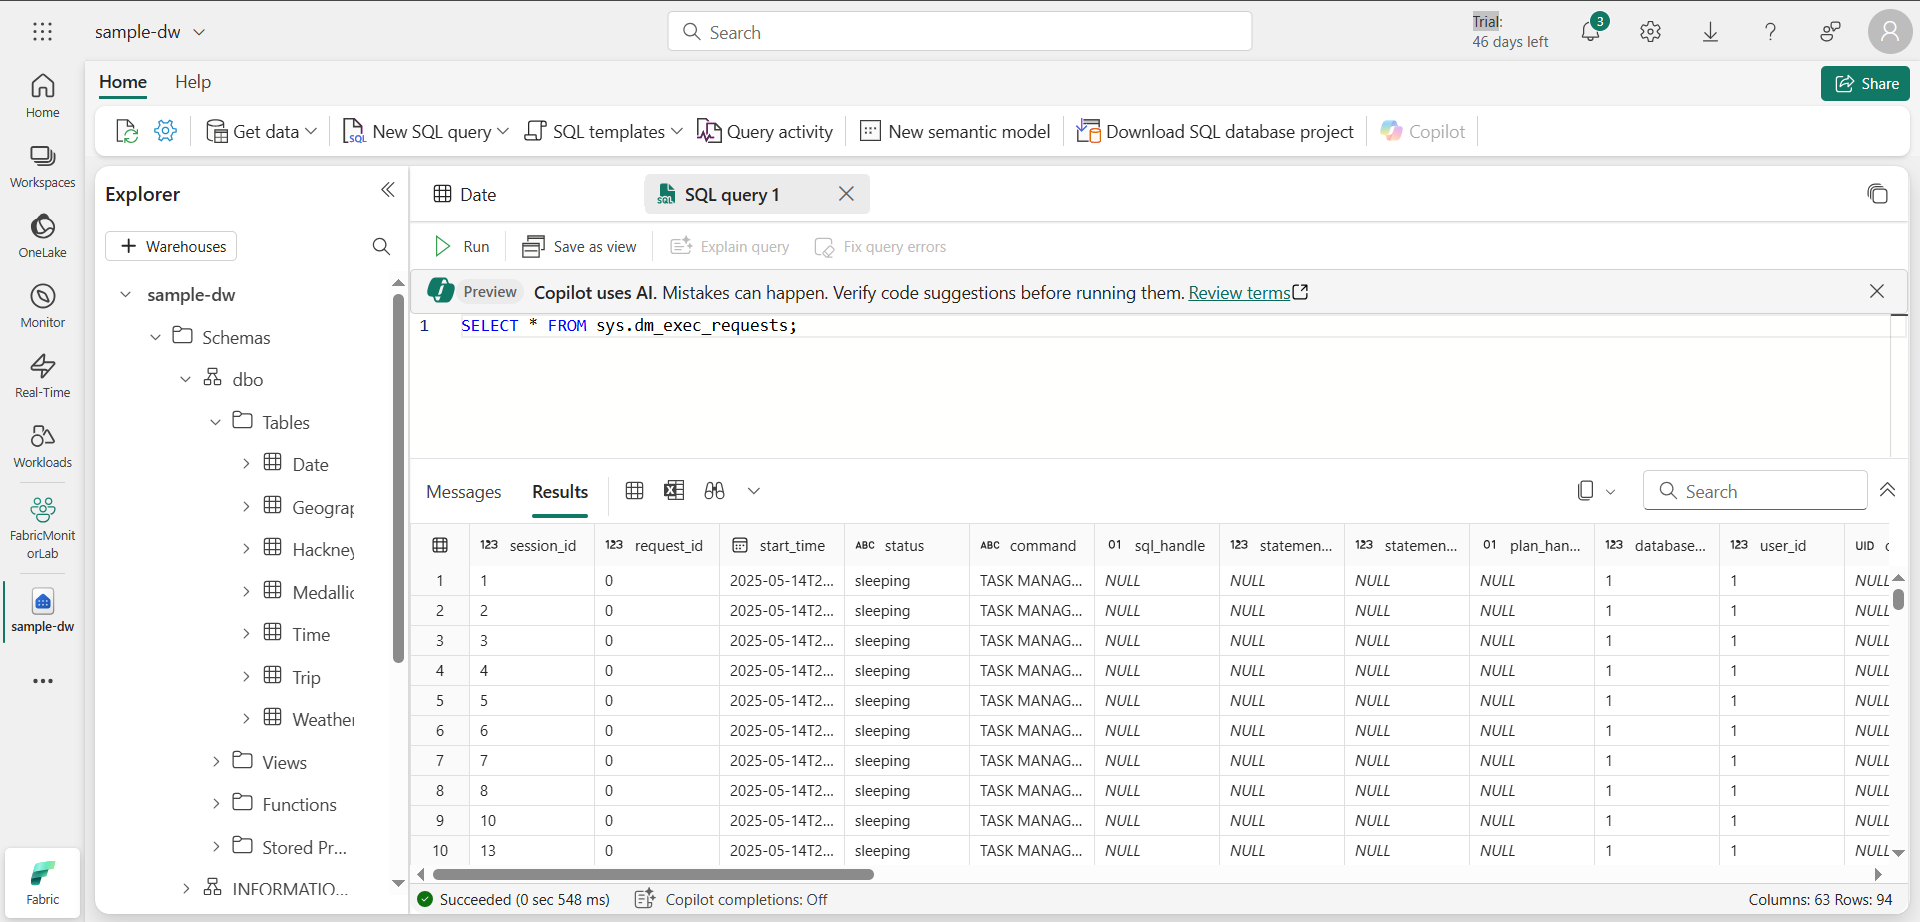 sample-dw
Search
Trial:
46 days left
3
Home
Workspaces
OneLake
Monitor
Real-Time
Workloads
FabricMonit
orLab
sample-dw
Fabric
Home Help
Share
Get data
New SQL query
SQL templates
Query activity
New semantic model
Download SQL database project
Copilot
Explorer
Warehouses
sample-dw
Schemas
dbo
Tables
Date
Geograp
Hackney
Medallic
Time
Trip
Weather
Views
Functions
Stored Pr...
INFORMATIO...
Date
SQL query 1
Run
Save as view
Explain query
Fix query errors
Preview Copilot uses AI. Mistakes can happen. Verify code suggestions before running them. Review terms
1 SELECT * FROM sys.dm_exec_requests;
Messages Results
Search
123 session_id 123 request_id start_time ABC status ABC command 01 sql_handle 123 statemen... 123 statemen... 01 plan_han... 123 database... 123 user_id UID c
1 1 0 2025-05-14T2... sleeping TASK MANAG... NULL NULL NULL NULL 1 1 NULL
2 2 0 2025-05-14T2... sleeping TASK MANAG... NULL NULL NULL NULL 1 1 NULL
3 3 0 2025-05-14T2... sleeping TASK MANAG... NULL NULL NULL NULL 1 1 NULL
4 4 0 2025-05-14T2... sleeping TASK MANAG... NULL NULL NULL NULL 1 1 NULL
5 5 0 2025-05-14T2... sleeping TASK MANAG... NULL NULL NULL NULL 1 1 NULL
6 6 0 2025-05-14T2... sleeping TASK MANAG... NULL NULL NULL NULL 1 1 NULL
7 7 0 2025-05-14T2... sleeping TASK MANAG... NULL NULL NULL NULL 1 1 NULL
8 8 0 2025-05-14T2... sleeping TASK MANAG... NULL NULL NULL NULL 1 1 NULL
9 10 0 2025-05-14T2... sleeping TASK MANAG... NULL NULL NULL NULL 1 1 NULL
10 13 0 2025-05-14T2... sleeping TASK MANAG... NULL NULL NULL NULL 1 1 NULL
Succeeded (0 sec 548 ms)
Copilot completions: Off
Columns: 63 Rows: 94